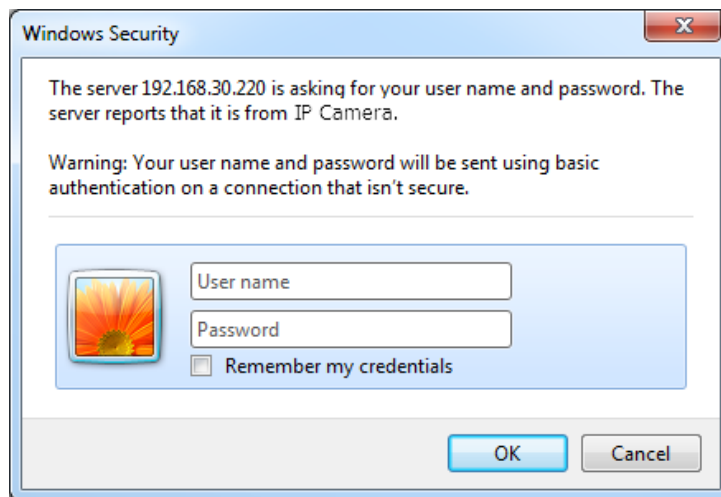 Windows Security
The server 192.168.30.220 is asking for your user name and password. The
server reports that it is from IP Camera.
Warning: Your user name and password will be sent using basic
authentication on a connection that isn't secure.
User name
Password
Remember my credentials
OK
Cancel